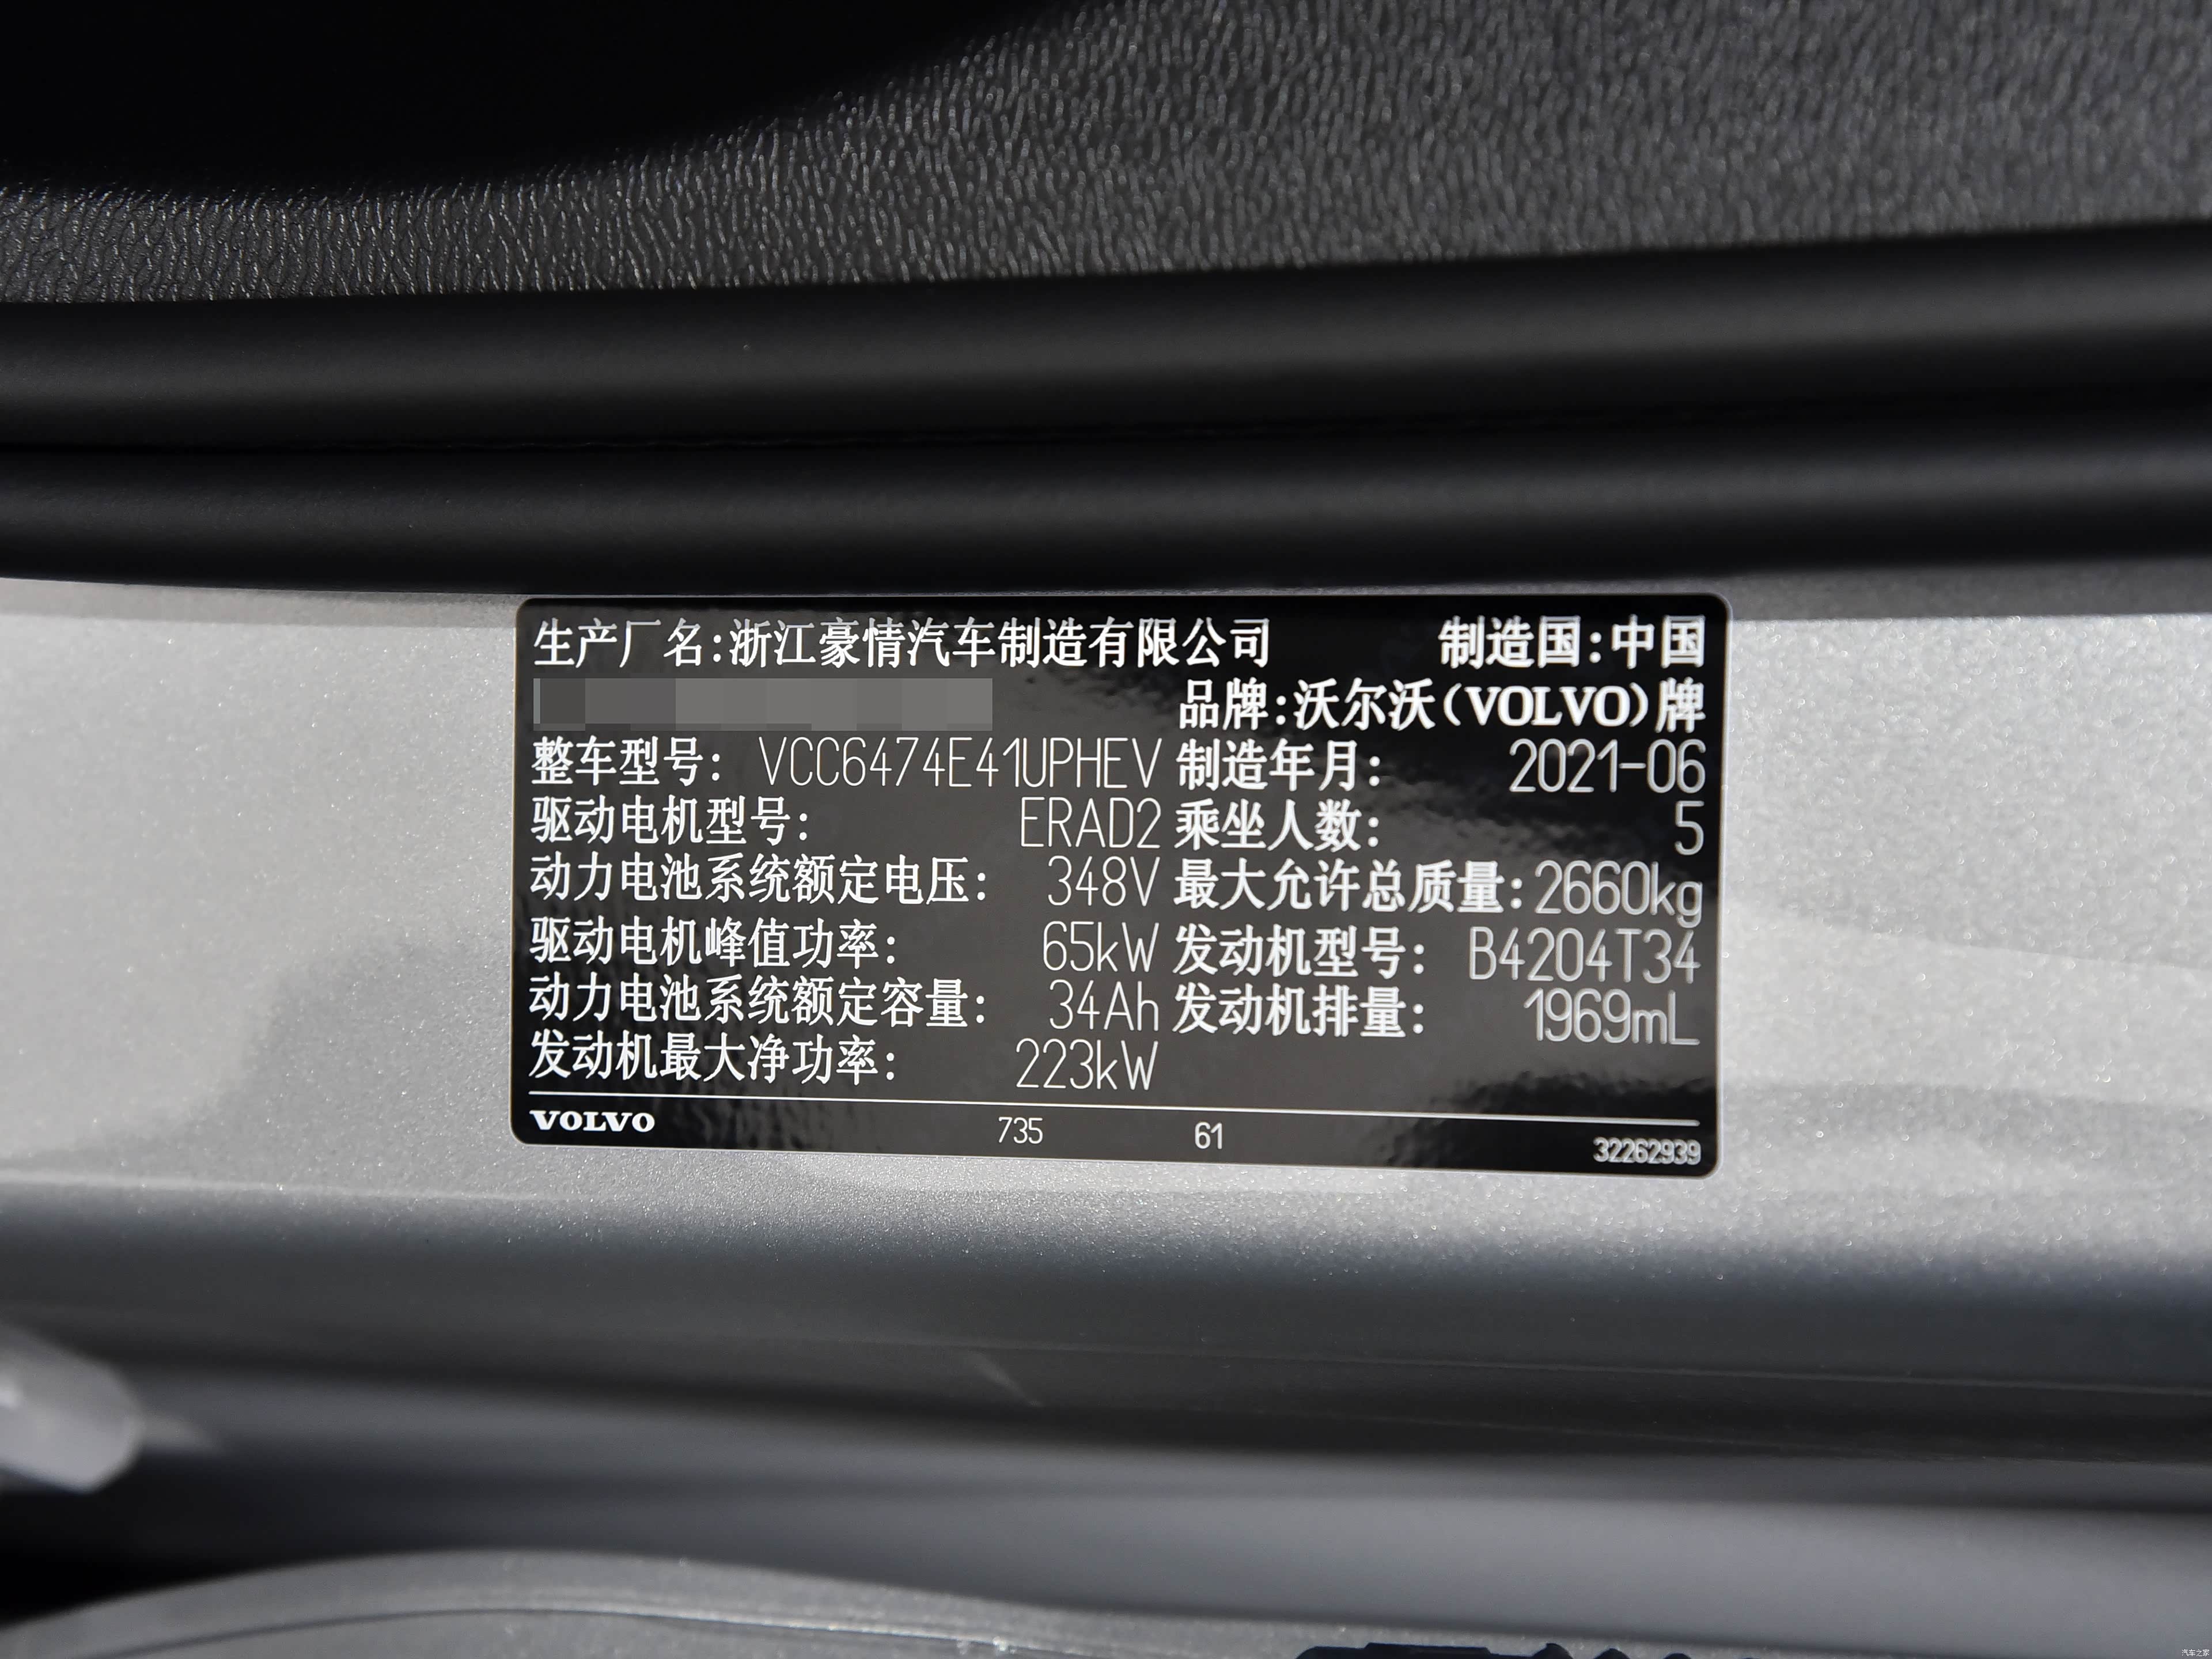 生产厂名:浙江豪情汽车制造有限公司 制造国:中国
品牌:沃尔沃(VOLVO)牌
整车型号: VCC6474E41UPHEV 制造年月: 2021-06
驱动电机型号: ERAD2 乘坐人数: 5
动力电池系统额定电压: 348V 最大允许总质量:2660kg
驱动电机峰值功率: 65kW 发动机型号: B4204T34
动力电池系统额定容量: 34Ah 发动机排量: 1969mL
发动机最大净功率: 223kW
VOLVO 735 61 32262939
汽车之家